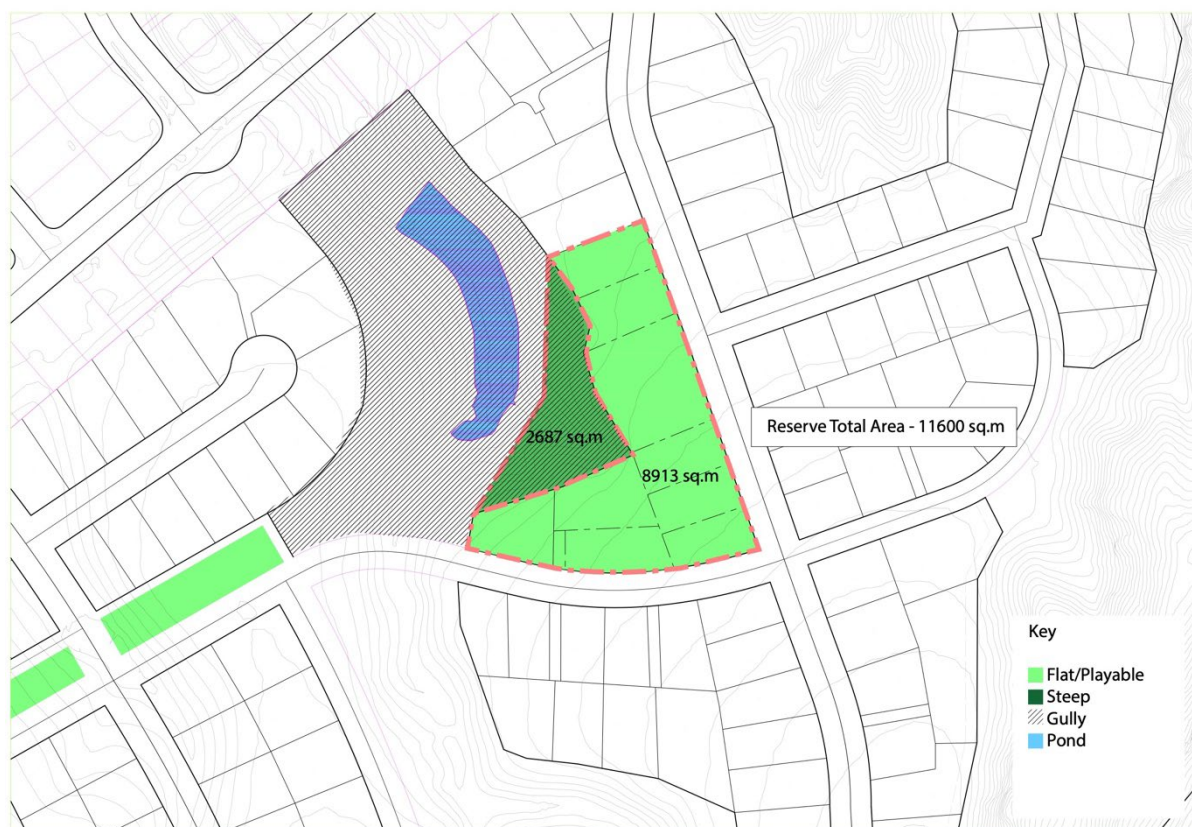 2687 sq.m
Reserve Total Area - 11600 sq.m
8913 sq.m
Key
Flat/Playable
Steep
Gully
Pond